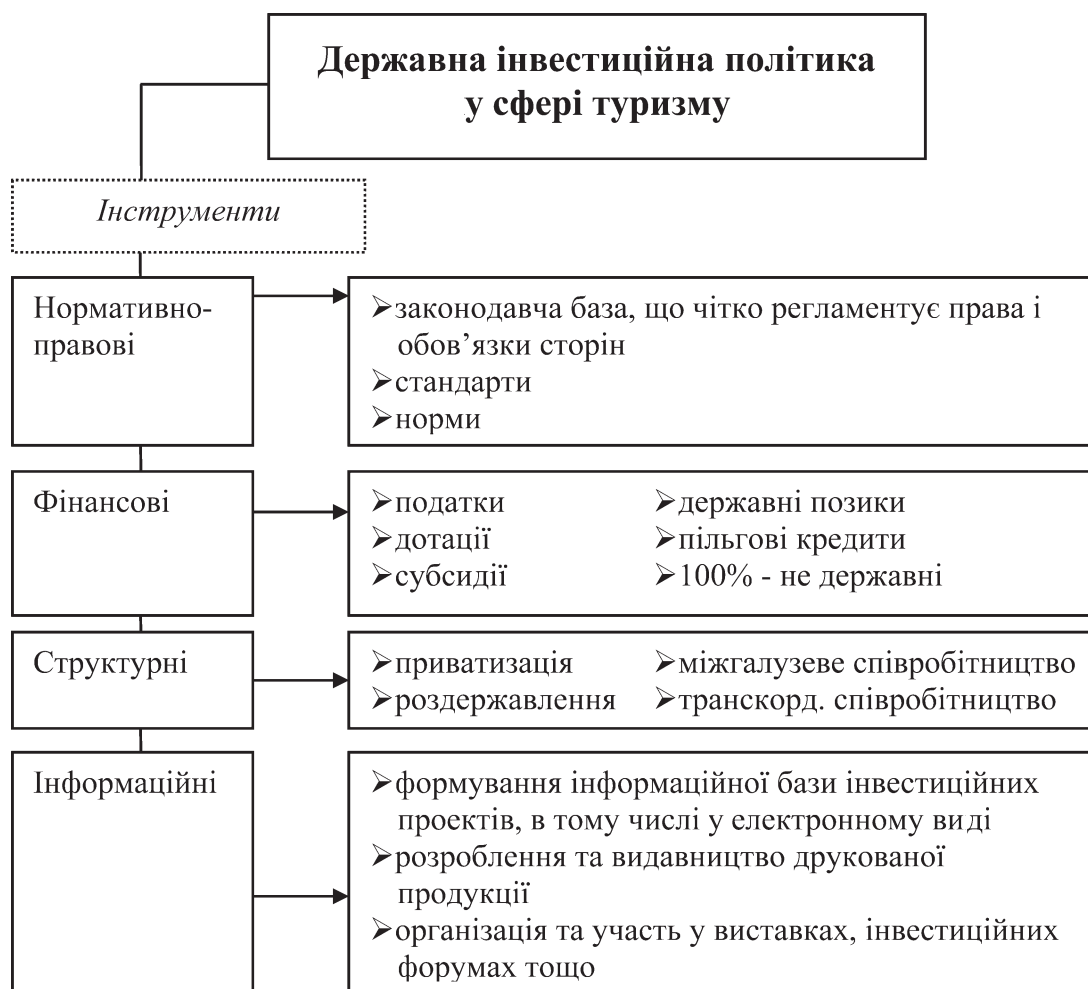 Державна інвестиційна політика
у сфері туризму
Інструменти
Нормативно-
правові
➢законодавча база, що чітко регламентує права і
обов’язки сторін
➢стандарти
➢норми
Фінансові
➢податки
➢дотації
➢субсидії
➢державні позики
➢пільгові кредити
➢100% - не державні
Структурні
➢приватизація
➢роздержавлення
➢міжгалузеве співробітництво
➢транскорд. співробітництво
Інформаційні
➢формування інформаційної бази інвестиційних
проектів, в тому числі у електронному виді
➢розроблення та видавництво друкованої
продукції
➢організація та участь у виставках, інвестиційних
форумах тощо